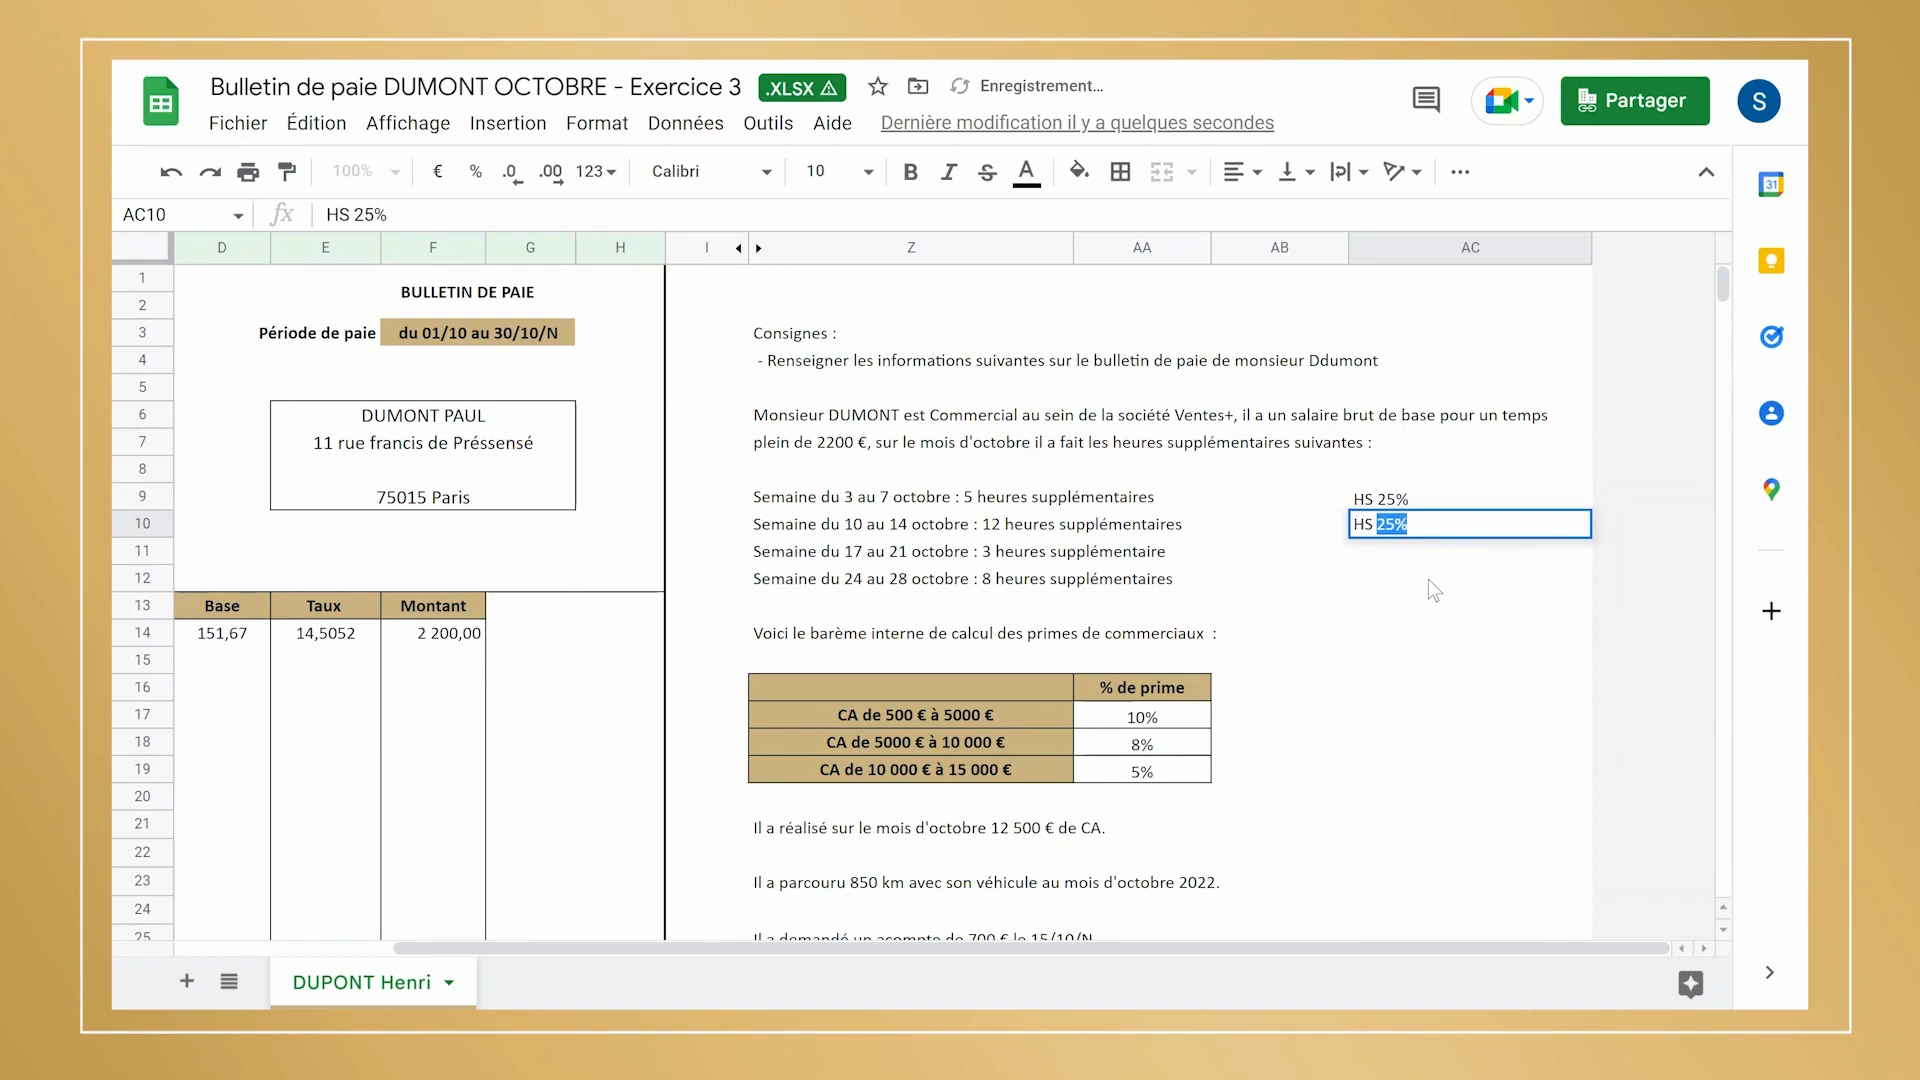 Bulletin de paie DUMONT OCTOBRE - Exercice 3
.XLSX
Enregistrement...
Partager
S
Fichier Édition Affichage Insertion Format Données Outils Aide
Dernière modification il y a quelques secondes
100% € % .0 .00 123 Calibri 10 B I S A
31
AC10 fx HS 25%
D E F G H I Z AA AB AC
1
2
3
4
5
6
7
8
9
10
11
12
13
14
15
16
17
18
19
20
21
22
23
24
25
BULLETIN DE PAIE
Période de paie du 01/10 au 30/10/N
DUMONT PAUL
11 rue francis de Préssensé
75015 Paris
Base Taux Montant
151,67 14,5052 2 200,00
Consignes :
- Renseigner les informations suivantes sur le bulletin de paie de monsieur Ddumont
Monsieur DUMONT est Commercial au sein de la société Ventes+, il a un salaire brut de base pour un temps
plein de 2200 €, sur le mois d'octobre il a fait les heures supplémentaires suivantes :
Semaine du 3 au 7 octobre : 5 heures supplémentaires
Semaine du 10 au 14 octobre : 12 heures supplémentaires
Semaine du 17 au 21 octobre : 3 heures supplémentaire
Semaine du 24 au 28 octobre : 8 heures supplémentaires
HS 25%
HS 25%
Voici le barème interne de calcul des primes de commerciaux :
% de prime
CA de 500 € à 5000 € 10%
CA de 5000 € à 10 000 € 8%
CA de 10 000 € à 15 000 € 5%
Il a réalisé sur le mois d'octobre 12 500 € de CA.
Il a parcouru 850 km avec son véhicule au mois d'octobre 2022.
Il a demandé un acompte de 700 € le 15/10/N
DUPONT Henri